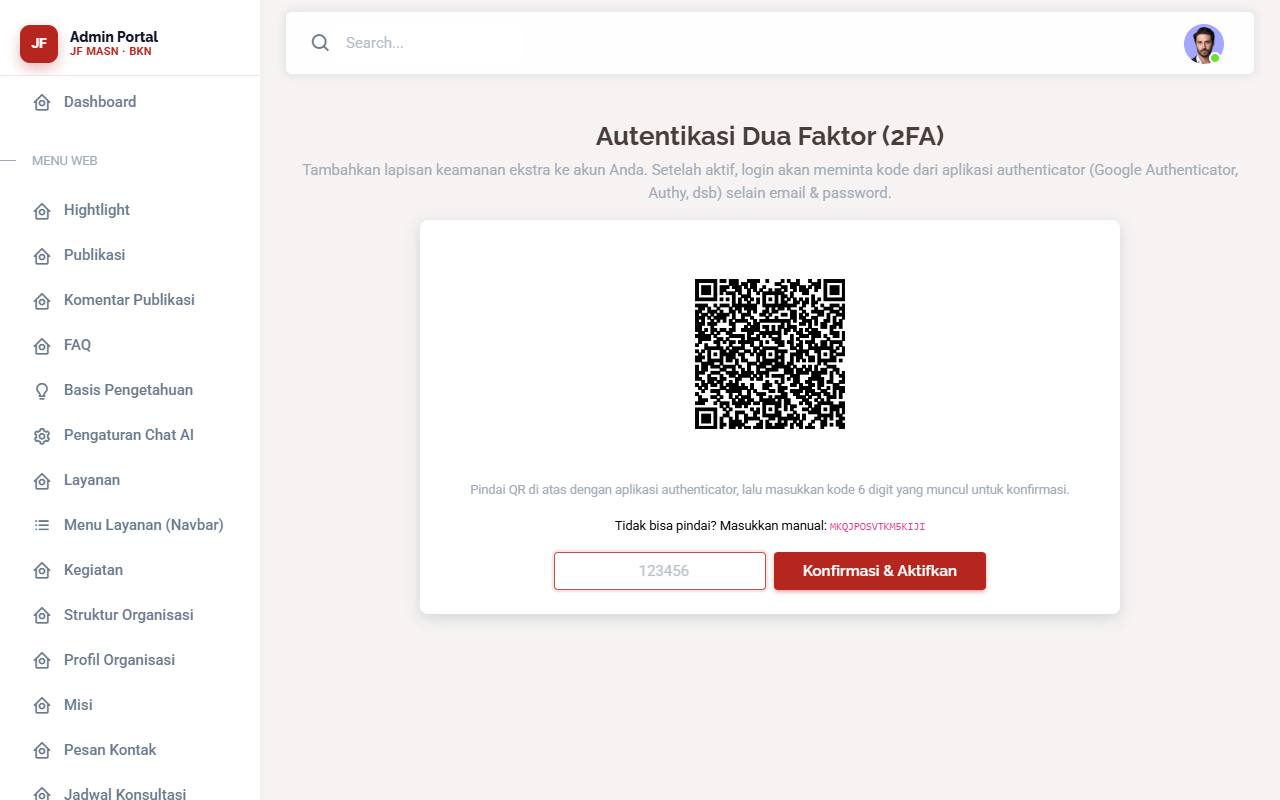 JF
Admin Portal
JF MASN · BKN
Search...
Dashboard
MENU WEB
Hightlight
Publikasi
Komentar Publikasi
FAQ
Basis Pengetahuan
Pengaturan Chat AI
Layanan
Menu Layanan (Navbar)
Kegiatan
Struktur Organisasi
Profil Organisasi
Misi
Pesan Kontak
Jadwal Konsultasi
Autentikasi Dua Faktor (2FA)
Tambahkan lapisan keamanan ekstra ke akun Anda. Setelah aktif, login akan meminta kode dari aplikasi authenticator (Google Authenticator,
Authy, dsb) selain email & password.
Pindai QR di atas dengan aplikasi authenticator, lalu masukkan kode 6 digit yang muncul untuk konfirmasi.
Tidak bisa pindai? Masukkan manual: MKQJPOSVTKM5KIJI
123456
Konfirmasi & Aktifkan